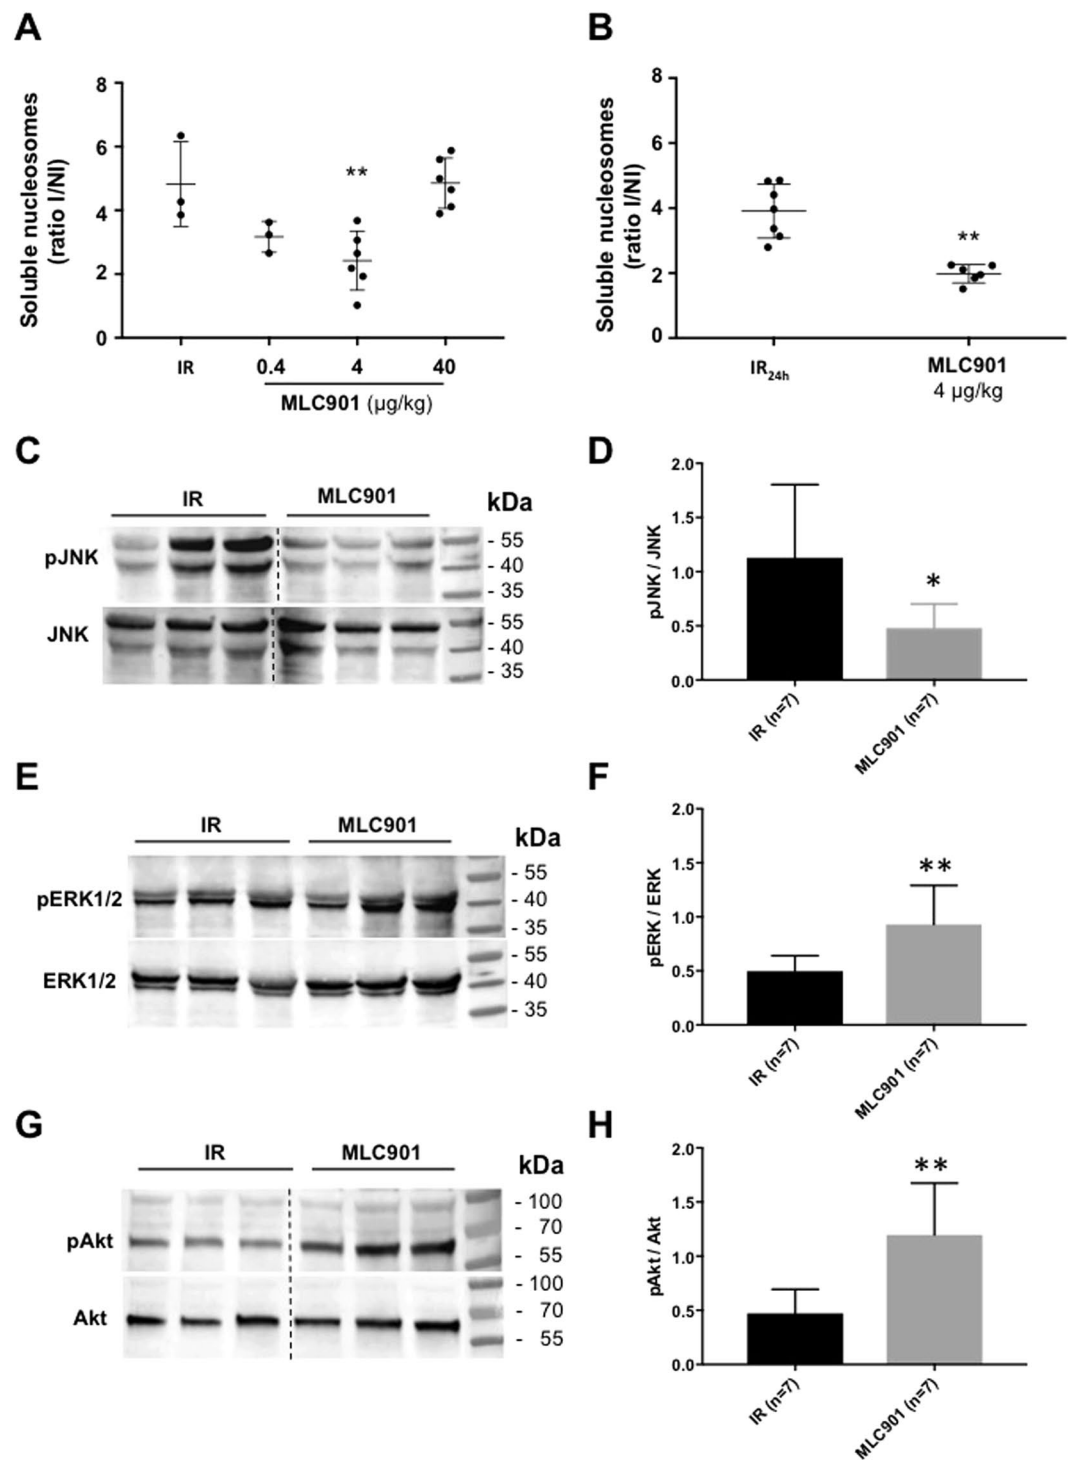 A
B
Soluble nucleosomes
(ratio I/NI)
8
6
4
2
0
**
IR
0.4
4
40
MLC901 (µg/kg)
Soluble nucleosomes
(ratio I/NI)
8
6
4
2
0
**
IR24h
MLC901
4 µg/kg
C
IR
MLC901
kDa
pJNK
- 55
- 40
- 35
JNK
- 55
- 40
- 35
D
pJNK / JNK
2.0
1.5
1.0
0.5
0.0
*
IR (n=7)
MLC901 (n=7)
E
IR
MLC901
kDa
pERK1/2
- 55
- 40
- 35
ERK1/2
- 55
- 40
- 35
F
pERK / ERK
2.0
1.5
1.0
0.5
0.0
**
IR (n=7)
MLC901 (n=7)
G
IR
MLC901
kDa
pAkt
- 100
- 70
- 55
Akt
- 100
- 70
- 55
H
pAkt / Akt
2.0
1.5
1.0
0.5
0.0
**
IR (n=7)
MLC901 (n=7)